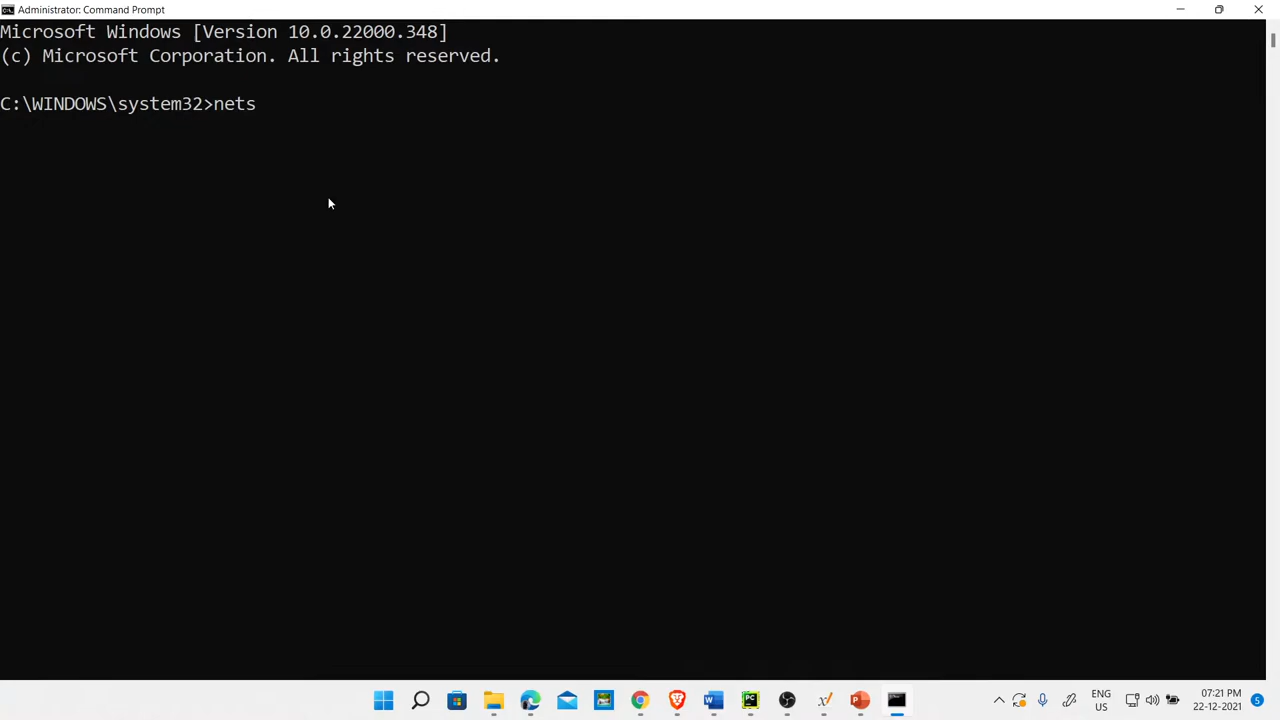 Administrator: Command Prompt
Microsoft Windows [Version 10.0.22000.348]
(c) Microsoft Corporation. All rights reserved.
C:\WINDOWS\system32>nets
ENG
US
07:21 PM
22-12-2021
5